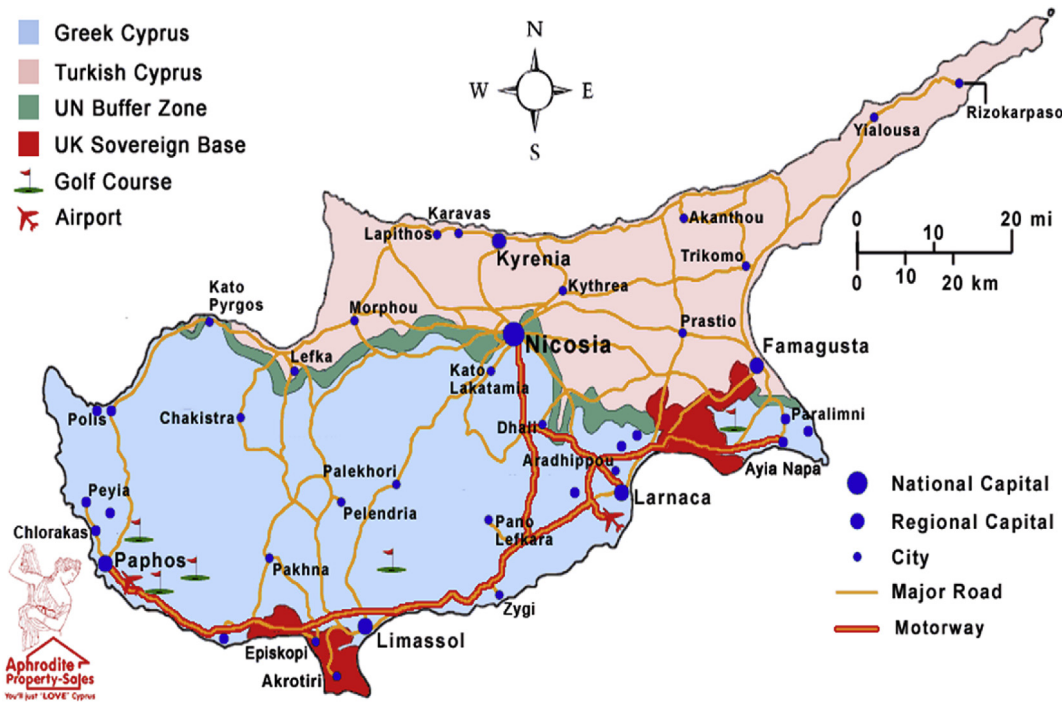 Greek Cyprus
Turkish Cyprus
UN Buffer Zone
UK Sovereign Base
Golf Course
Airport
N
W
E
S
Rizokarpaso
Yialousa
0
10
20 mi
0
10
20 km
Akanthou
Karavas
Lapithos
Kyrenia
Trikomo
Kythrea
Kato
Pyrgos
Morphou
Prastio
Nicosia
Famagusta
Lefka
Kato
Lakatamia
Polis
Chakistra
Dhali
Paralimni
Aradhippou
Ayia Napa
Palekhori
Peyia
Pelendria
Larnaca
Chlorakas
Pano
Lefkara
Paphos
Pakhna
Zygi
Limassol
Episkopi
Akrotiri
National Capital
Regional Capital
City
Major Road
Motorway
Aphrodite
Property-Sales
You'll just "LOVE" Cyprus